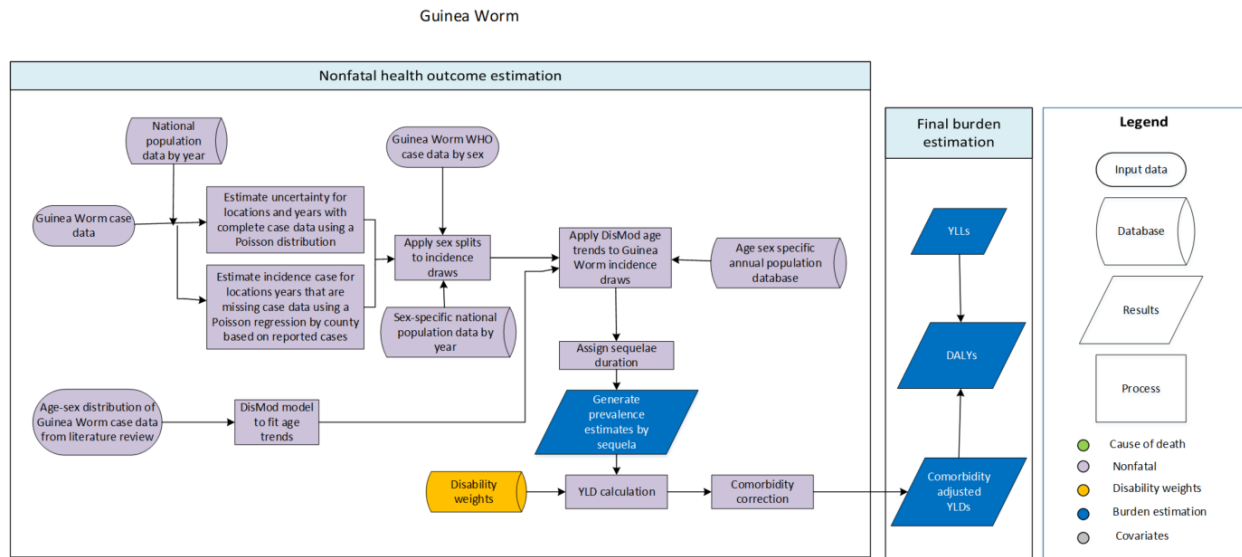 Guinea Worm
Nonfatal health outcome estimation
National
population
data by year
Guinea Worm WHO
case data by sex
Guinea Worm case
data
Estimate uncertainty for
locations and years with
complete case data using a
Poisson distribution
Estimate incidence case for
locations years that are
missing case data using a
Poisson regression by county
based on reported cases
Apply sex splits
to incidence
draws
Sex-specific national
population data by
year
Apply DisMod age
trends to Guinea
Worm incidence
draws
Age sex specific
annual population
database
Assign sequelae
duration
Age-sex distribution of
Guinea Worm case data
from literature review
DisMod model
to fit age
trends
Generate
prevalence
estimates by
sequela
Disability
weights
YLD calculation
Comorbidity
correction
Final burden
estimation
YLLs
DALYs
Comorbidity
adjusted
YLDs
Legend
Input data
Database
Results
Process
Cause of death
Nonfatal
Disability weights
Burden estimation
Covariates